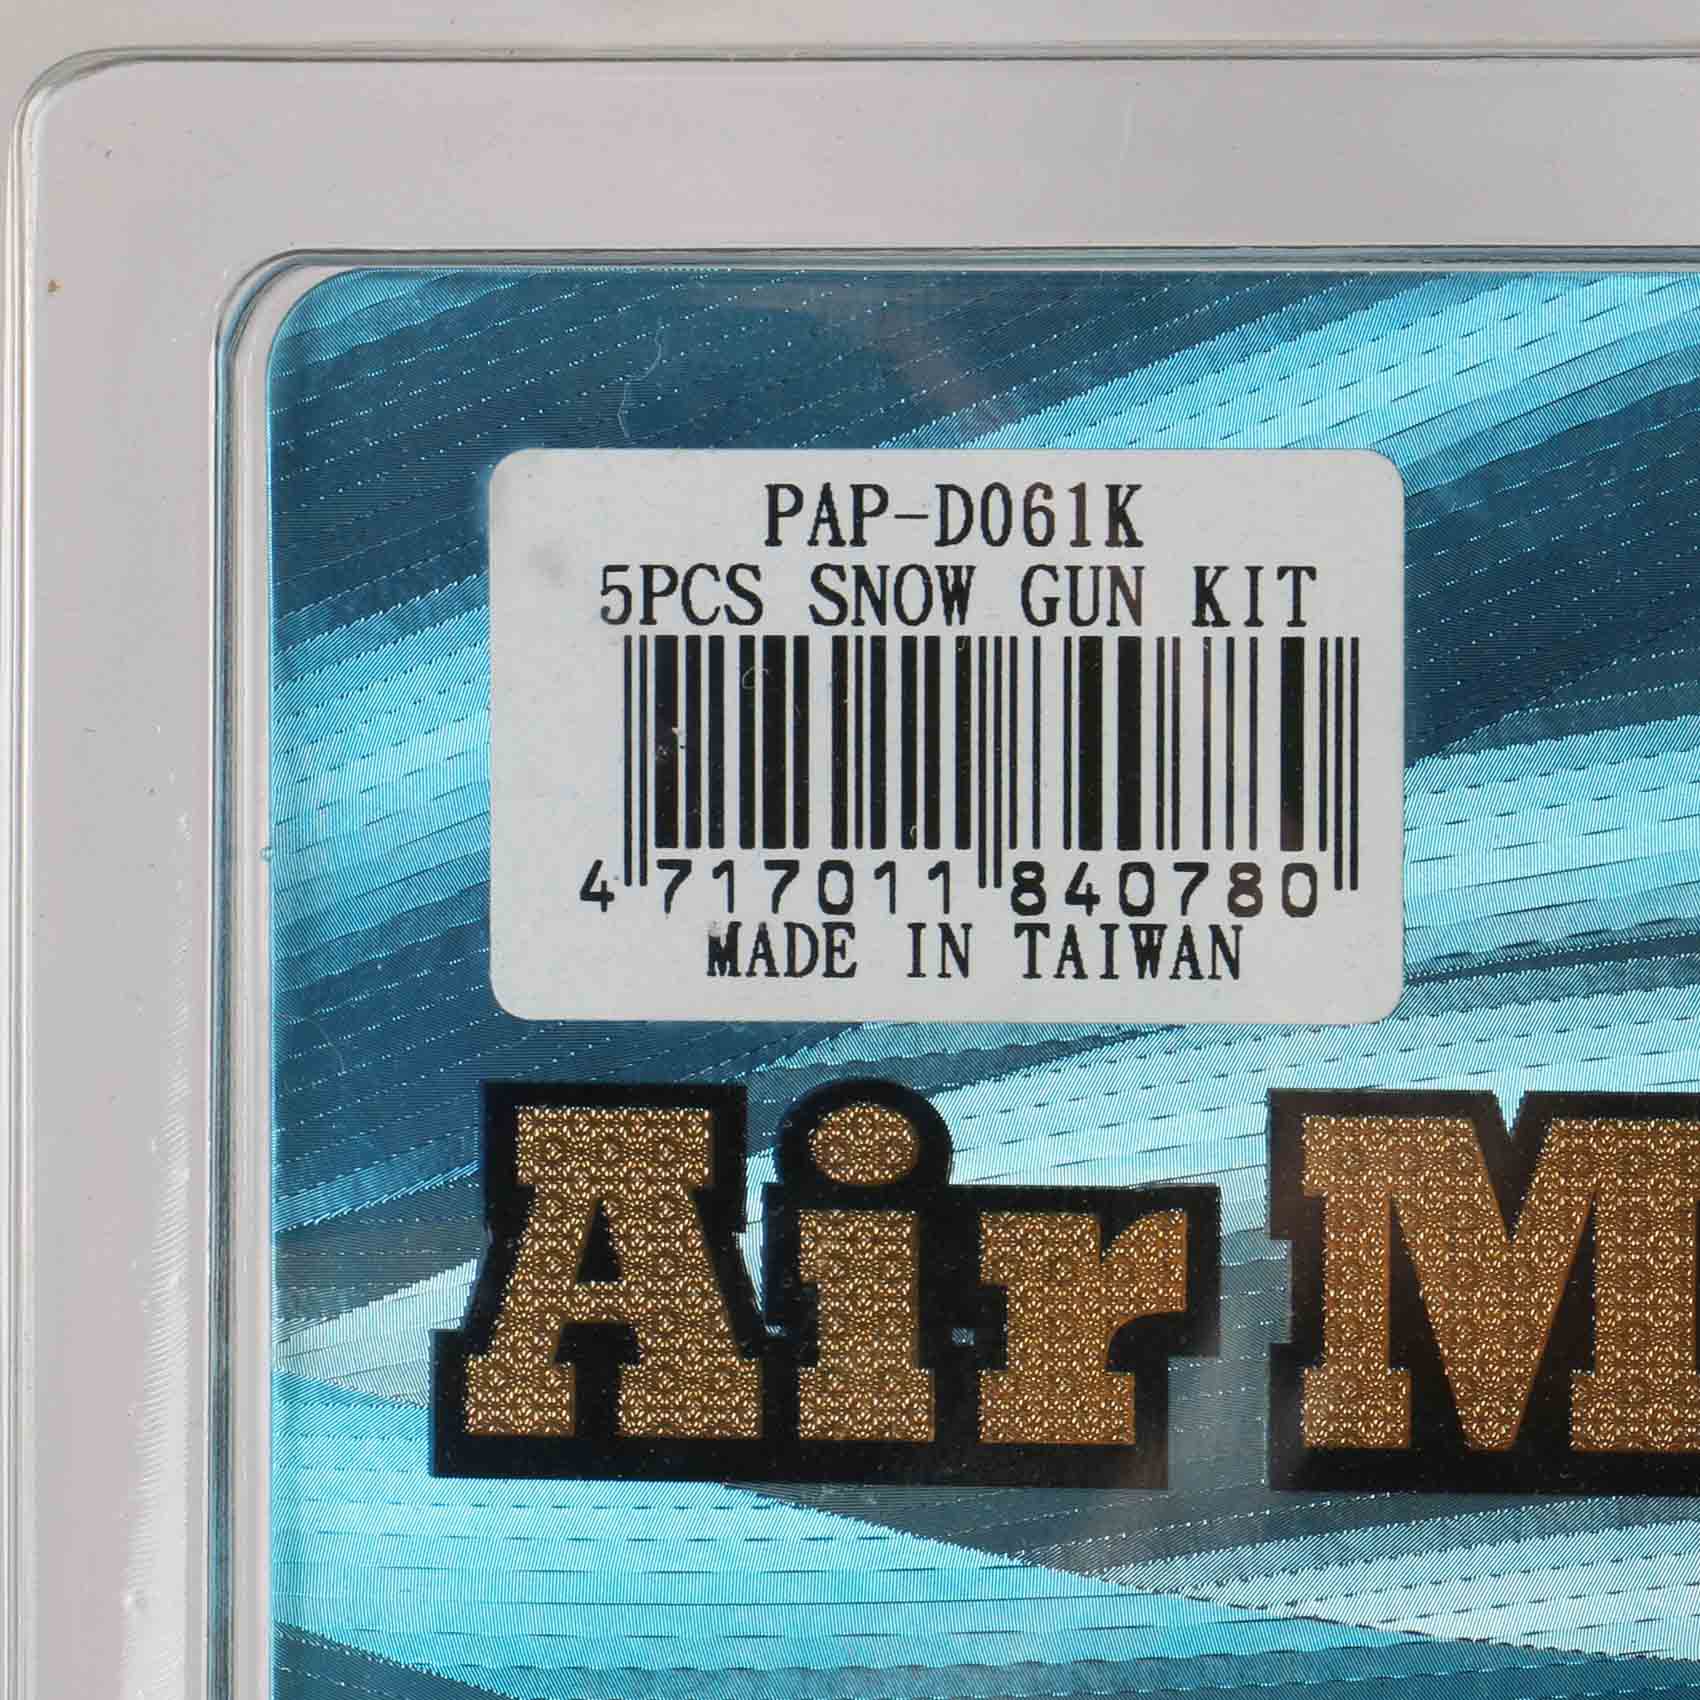 PAP-D061K
5PCS SNOW GUN KIT
4 717011 840780
MADE IN TAIWAN
Air M